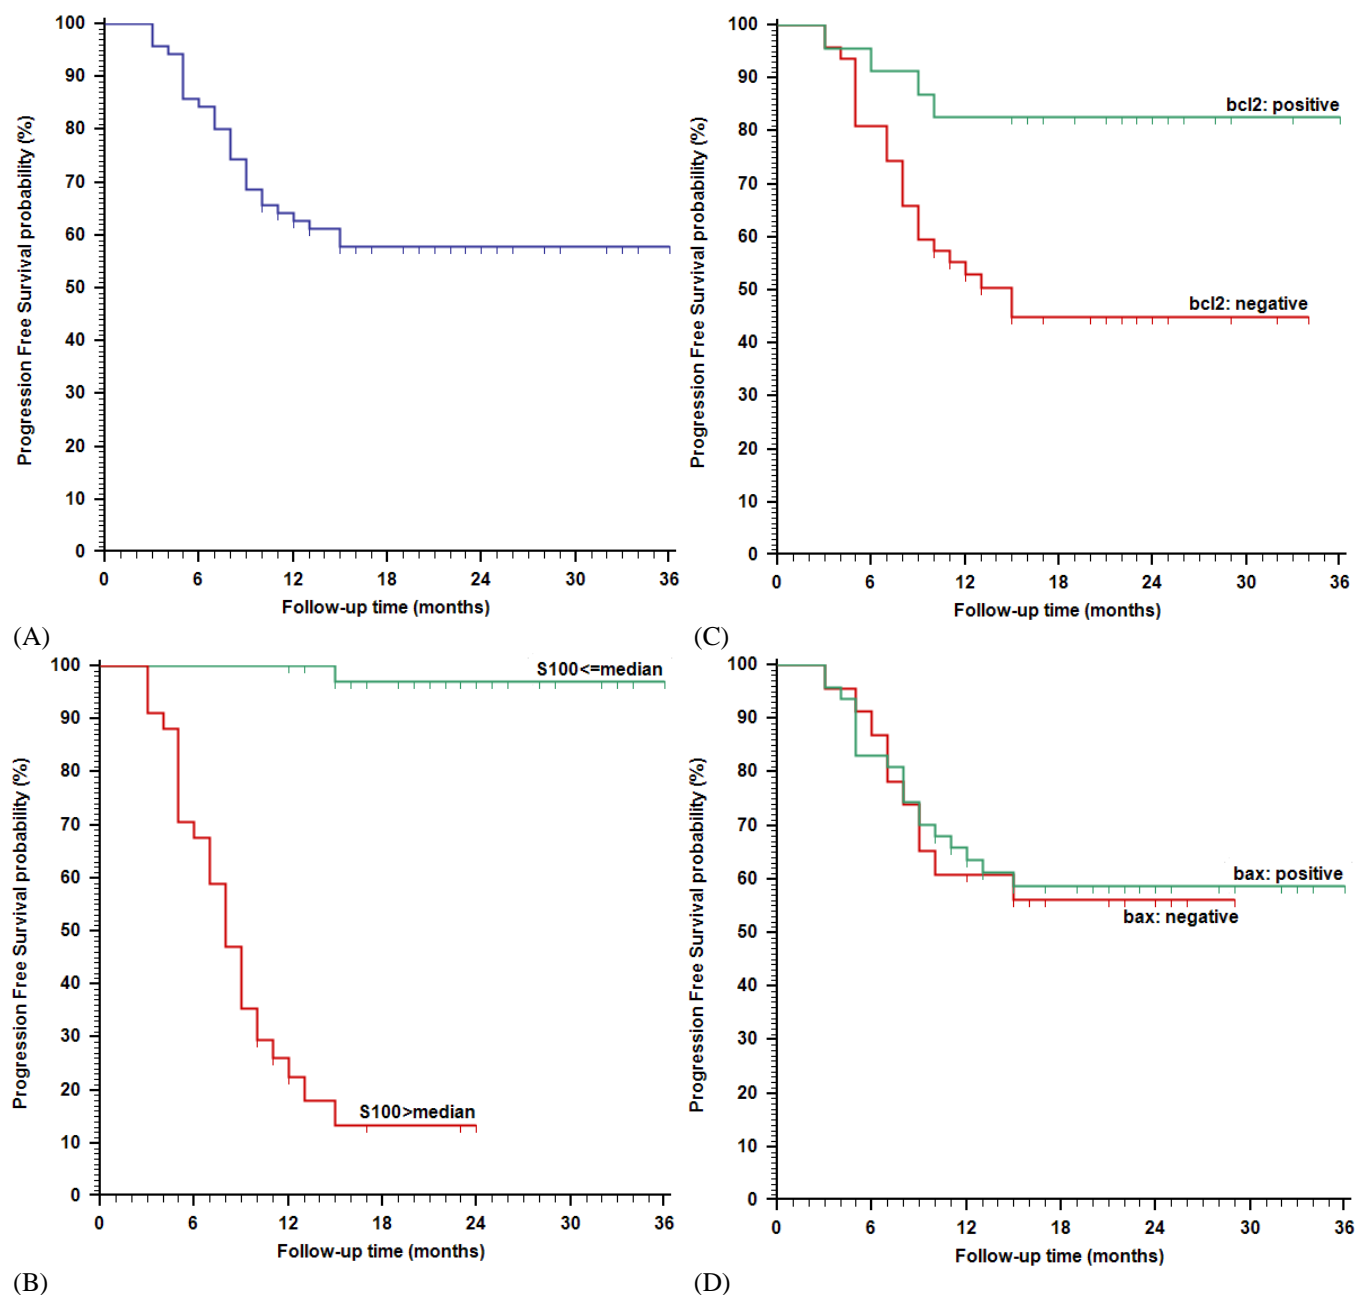 100
90
80
70
60
50
40
30
20
10
0
Progression Free Survival probability (%)
0 6 12 18 24 30 36
Follow-up time (months)
(A)
100
90
80
70
60
50
40
30
20
10
0
Progression Free Survival probability (%)
bcl2: positive
bcl2: negative
0 6 12 18 24 30 36
Follow-up time (months)
(C)
100
90
80
70
60
50
40
30
20
10
0
Progression Free Survival probability (%)
S100<=median
S100>median
0 6 12 18 24 30 36
Follow-up time (months)
(B)
100
90
80
70
60
50
40
30
20
10
0
Progression Free Survival probability (%)
bax: positive
bax: negative
0 6 12 18 24 30 36
Follow-up time (months)
(D)